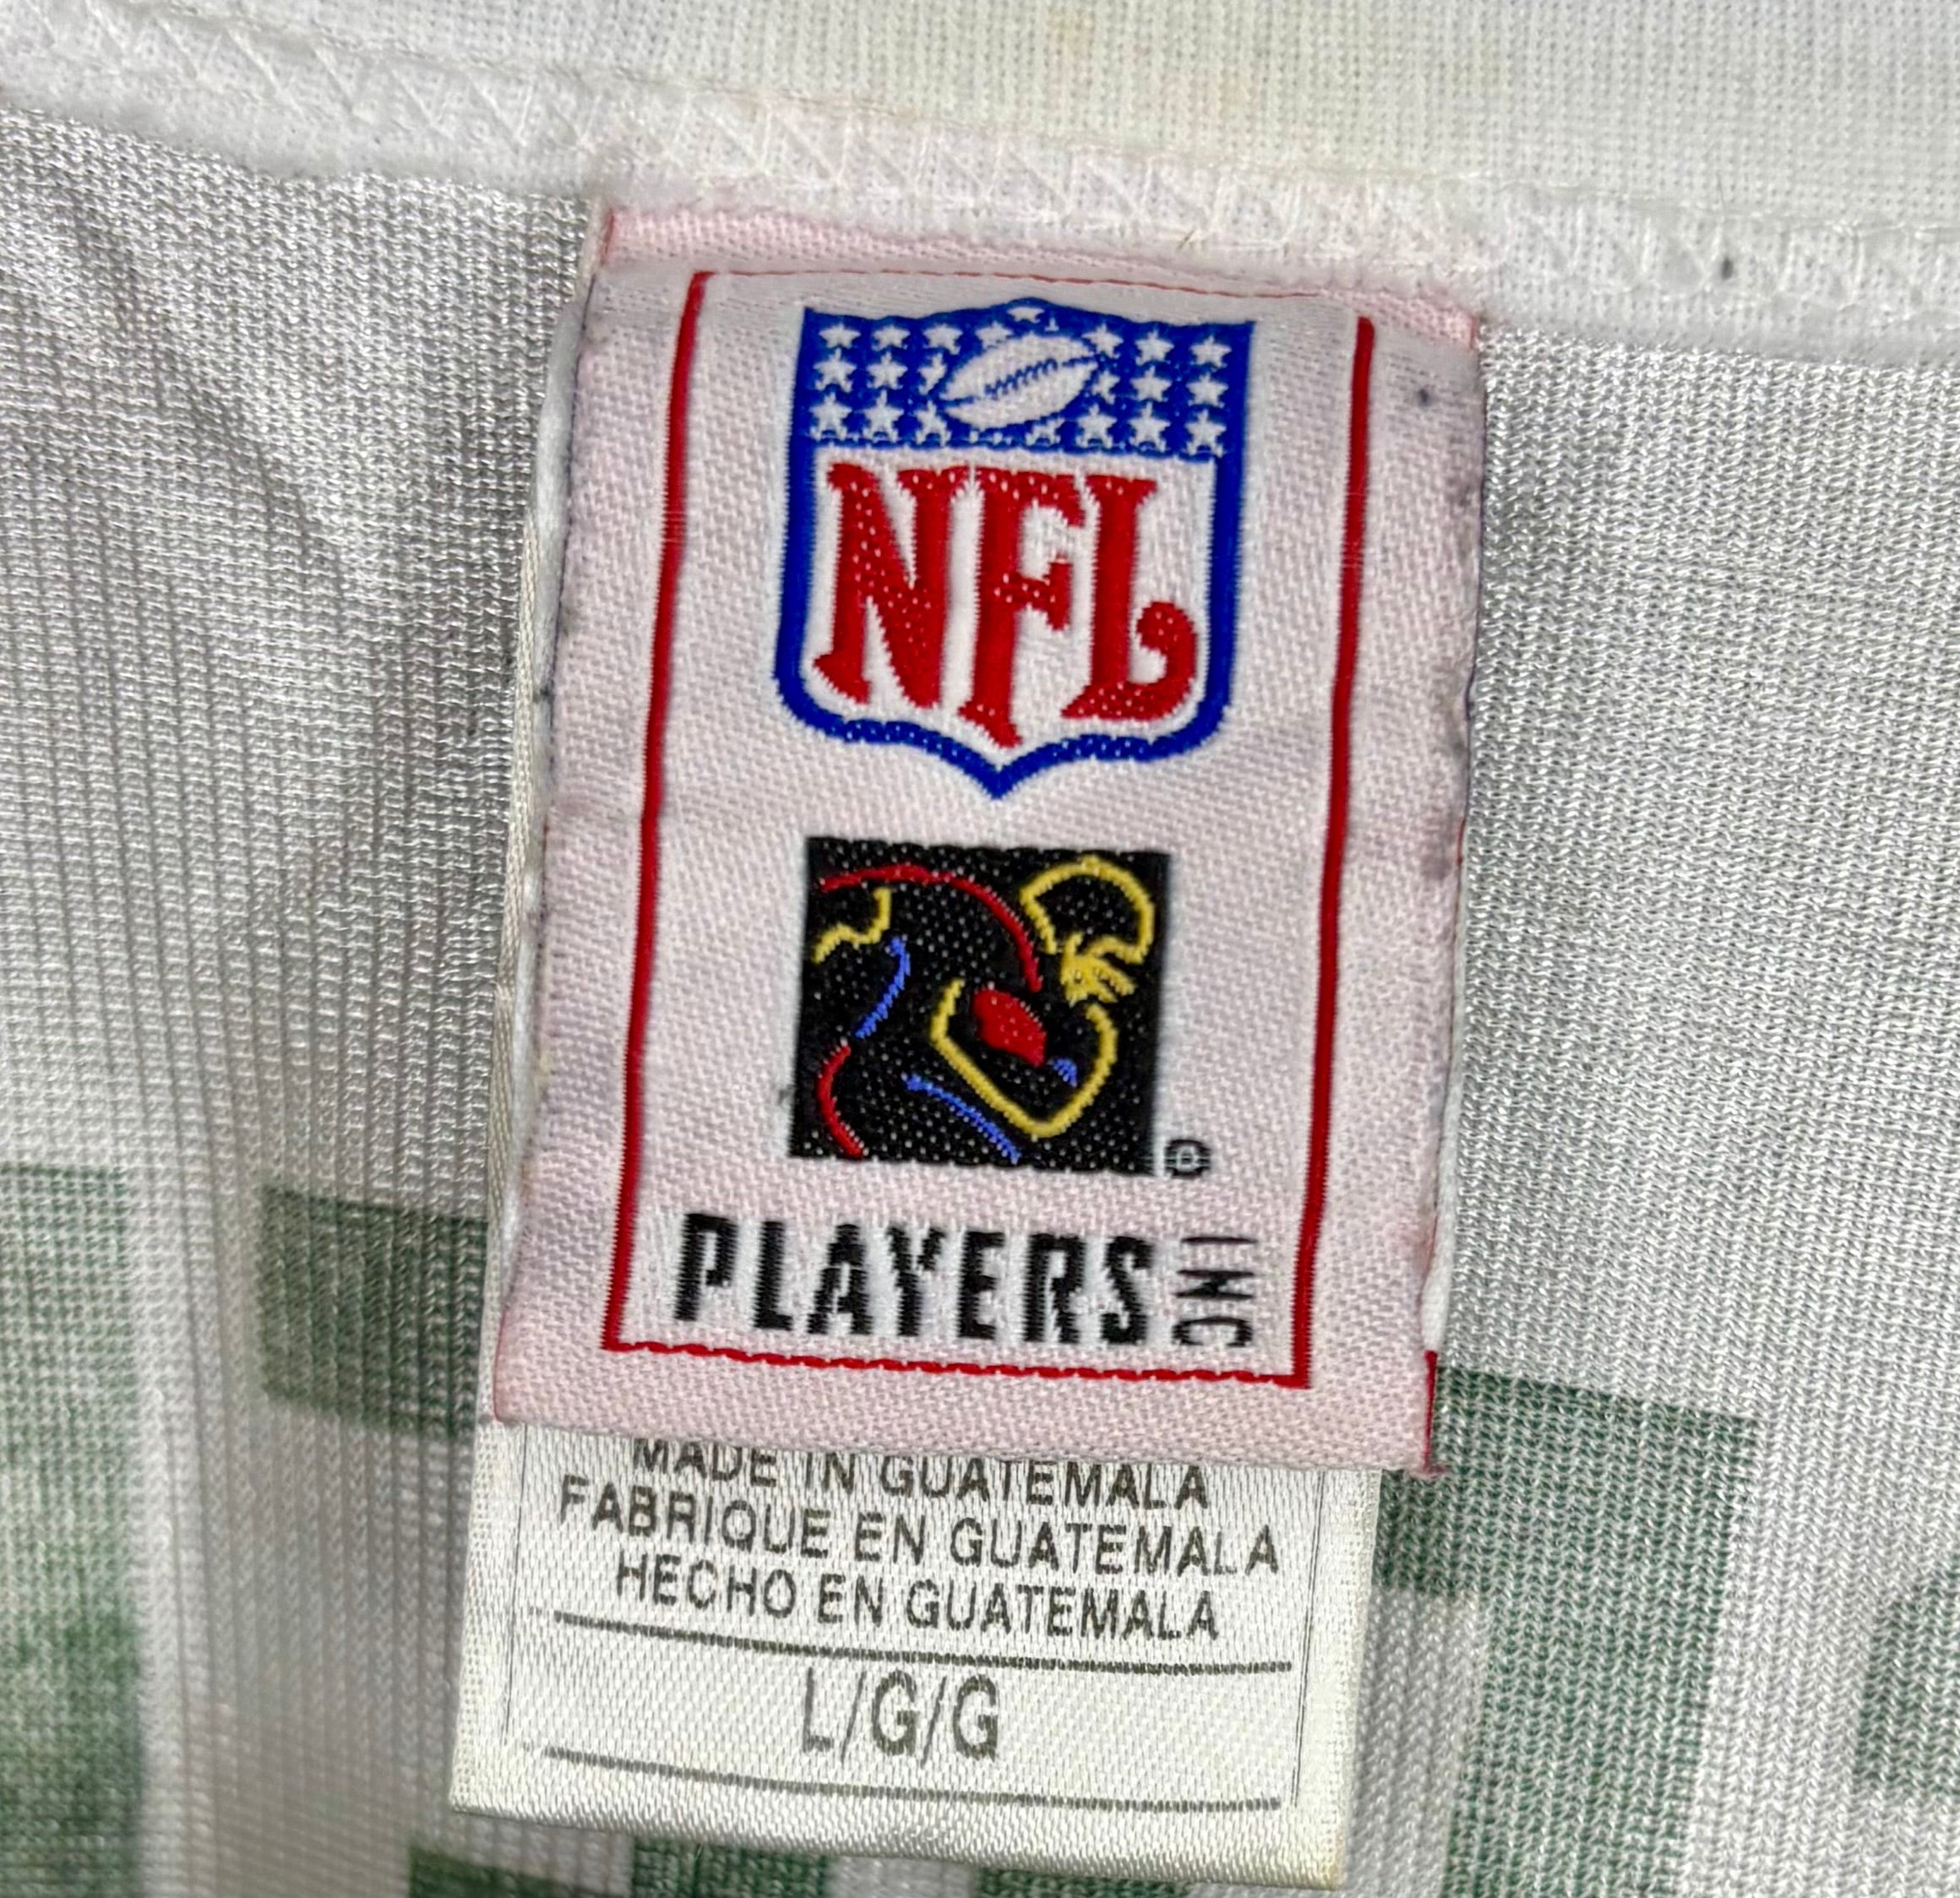 NFL
®
PLAYERS INC
MADE IN GUATEMALA
FABRIQUE EN GUATEMALA
HECHO EN GUATEMALA
L/G/G